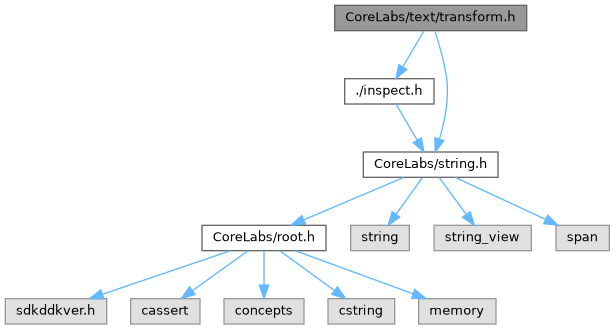 CoreLabs/text/transform.h
./inspect.h
CoreLabs/string.h
CoreLabs/root.h
string
string_view
span
sdkddkver.h
cassert
concepts
cstring
memory